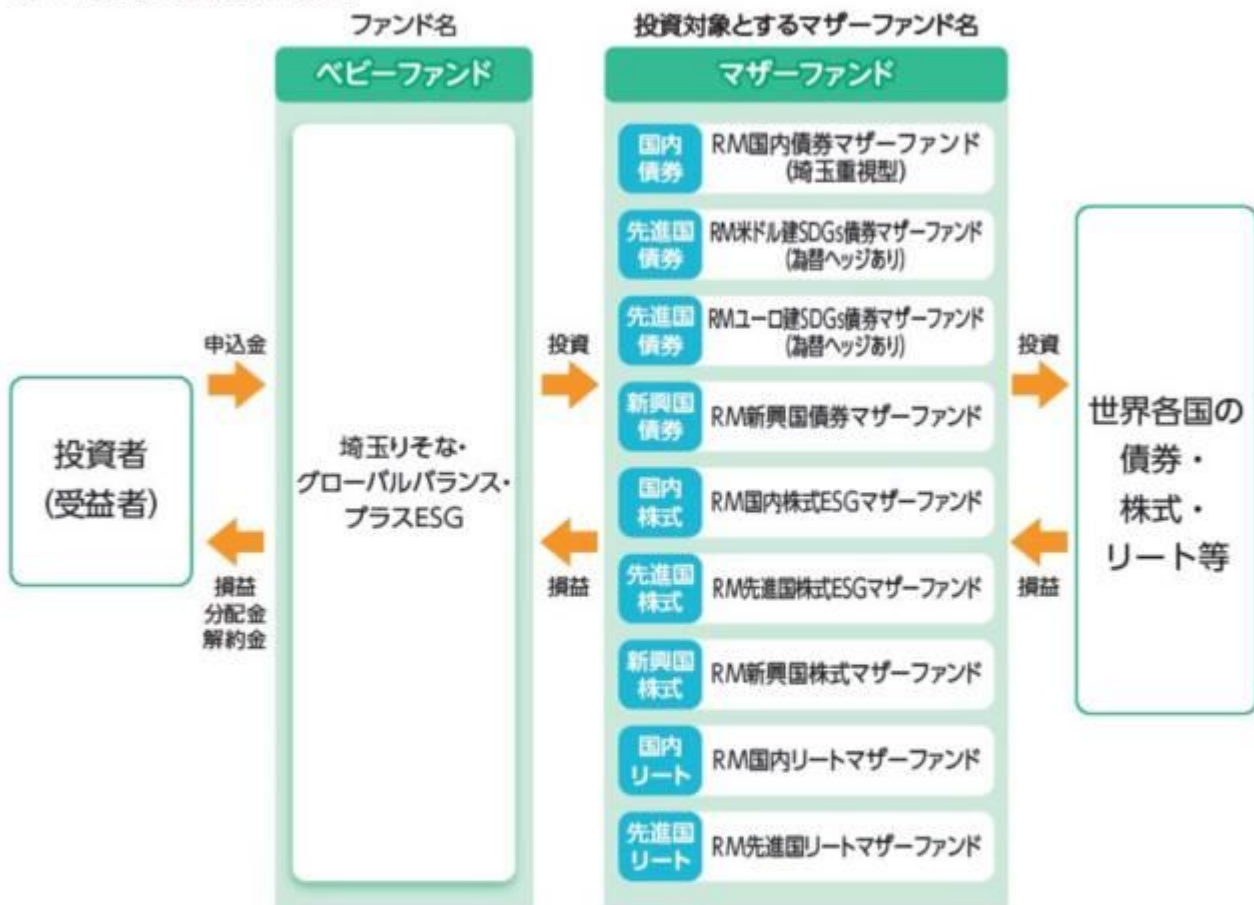 ファンド名
投資対象とするマザーファンド名
ベビーファンド
マザーファンド
投資者
(受益者)
申込金
損益
分配金
解約金
埼玉りそな・
グローバルバランス・
プラスESG
投資
損益
国内
債券
RM国内債券マザーファンド
(埼玉重視型)
先進国
債券
RM米ドル建SDGs債券マザーファンド
(為替ヘッジあり)
先進国
債券
RMユーロ建SDGs債券マザーファンド
(為替ヘッジあり)
新興国
債券
RM新興国債券マザーファンド
国内
株式
RM国内株式ESGマザーファンド
先進国
株式
RM先進国株式ESGマザーファンド
新興国
株式
RM新興国株式マザーファンド
国内
リート
RM国内リートマザーファンド
先進国
リート
RM先進国リートマザーファンド
投資
損益
世界各国の
債券・
株式・
リート等